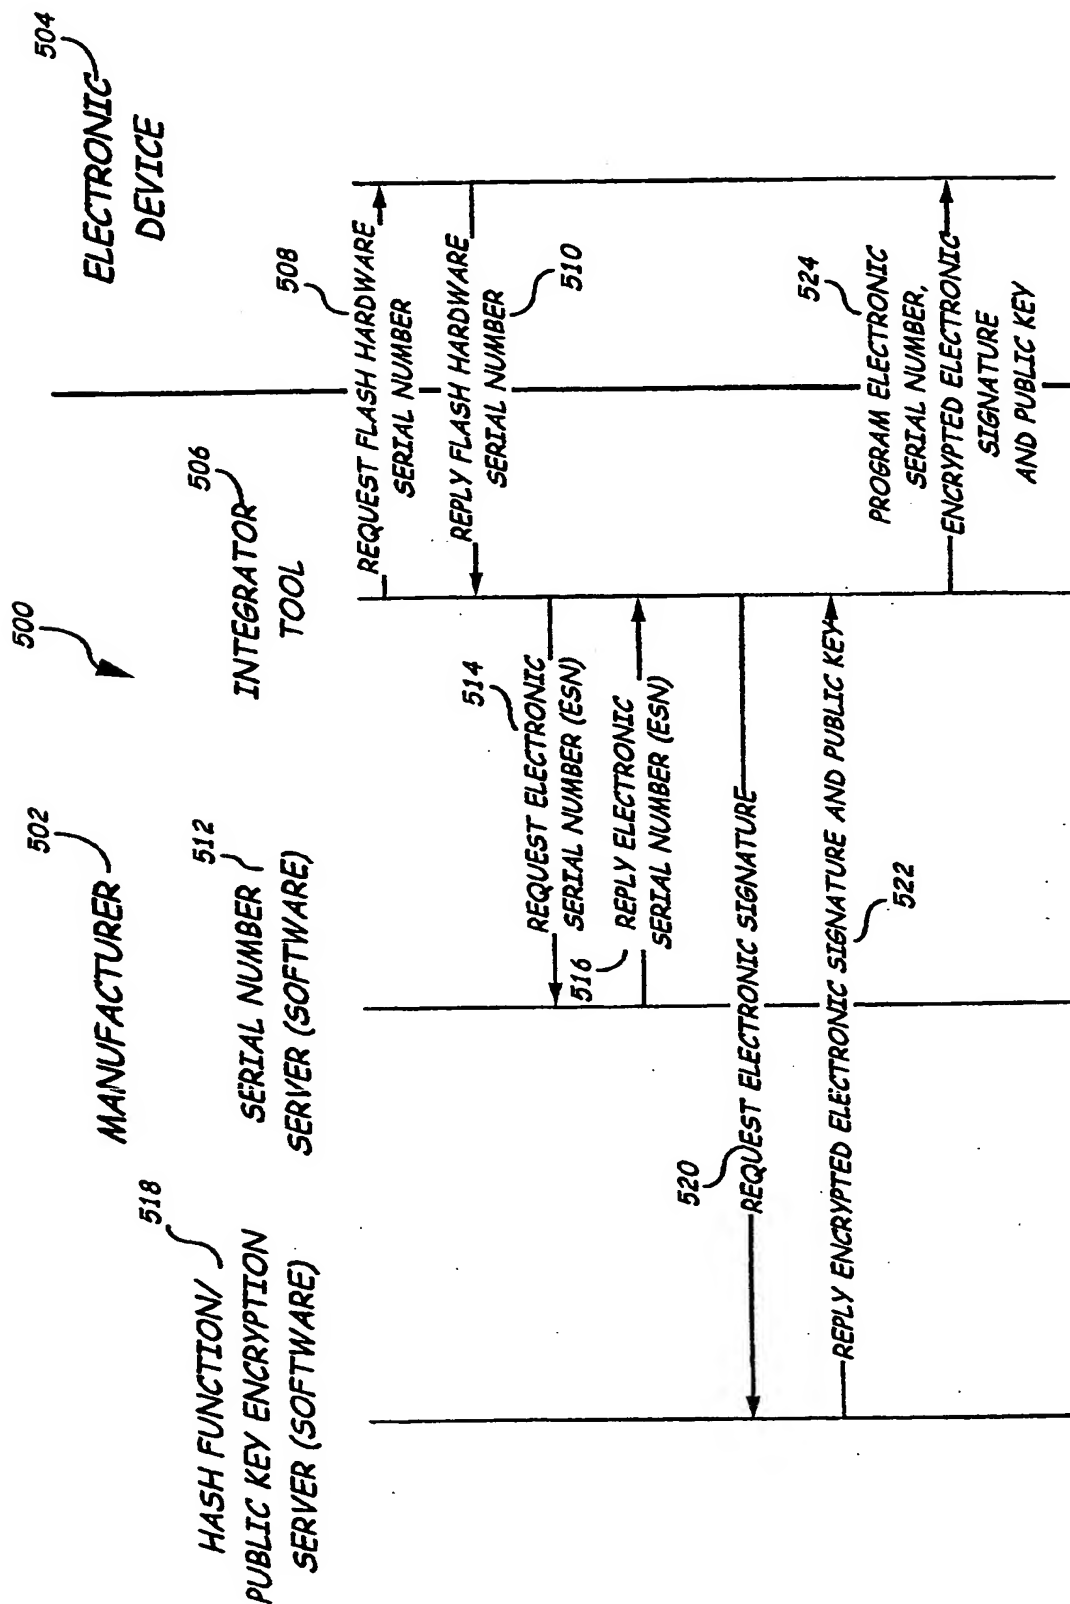 500
MANUFACTURER
502
ELECTRONIC
DEVICE
504
HASH FUNCTION/
PUBLIC KEY ENCRYPTION
SERVER (SOFTWARE)
518
SERIAL NUMBER
SERVER (SOFTWARE)
512
INTEGRATOR
TOOL
506
508
REQUEST FLASH HARDWARE
SERIAL NUMBER
REPLY FLASH HARDWARE
SERIAL NUMBER
510
514
REQUEST ELECTRONIC
SERIAL NUMBER (ESN)
516
REPLY ELECTRONIC
SERIAL NUMBER (ESN)
520
REQUEST ELECTRONIC SIGNATURE
REPLY ENCRYPTED ELECTRONIC SIGNATURE AND PUBLIC KEY
522
524
PROGRAM ELECTRONIC
SERIAL NUMBER,
ENCRYPTED ELECTRONIC
SIGNATURE
AND PUBLIC KEY